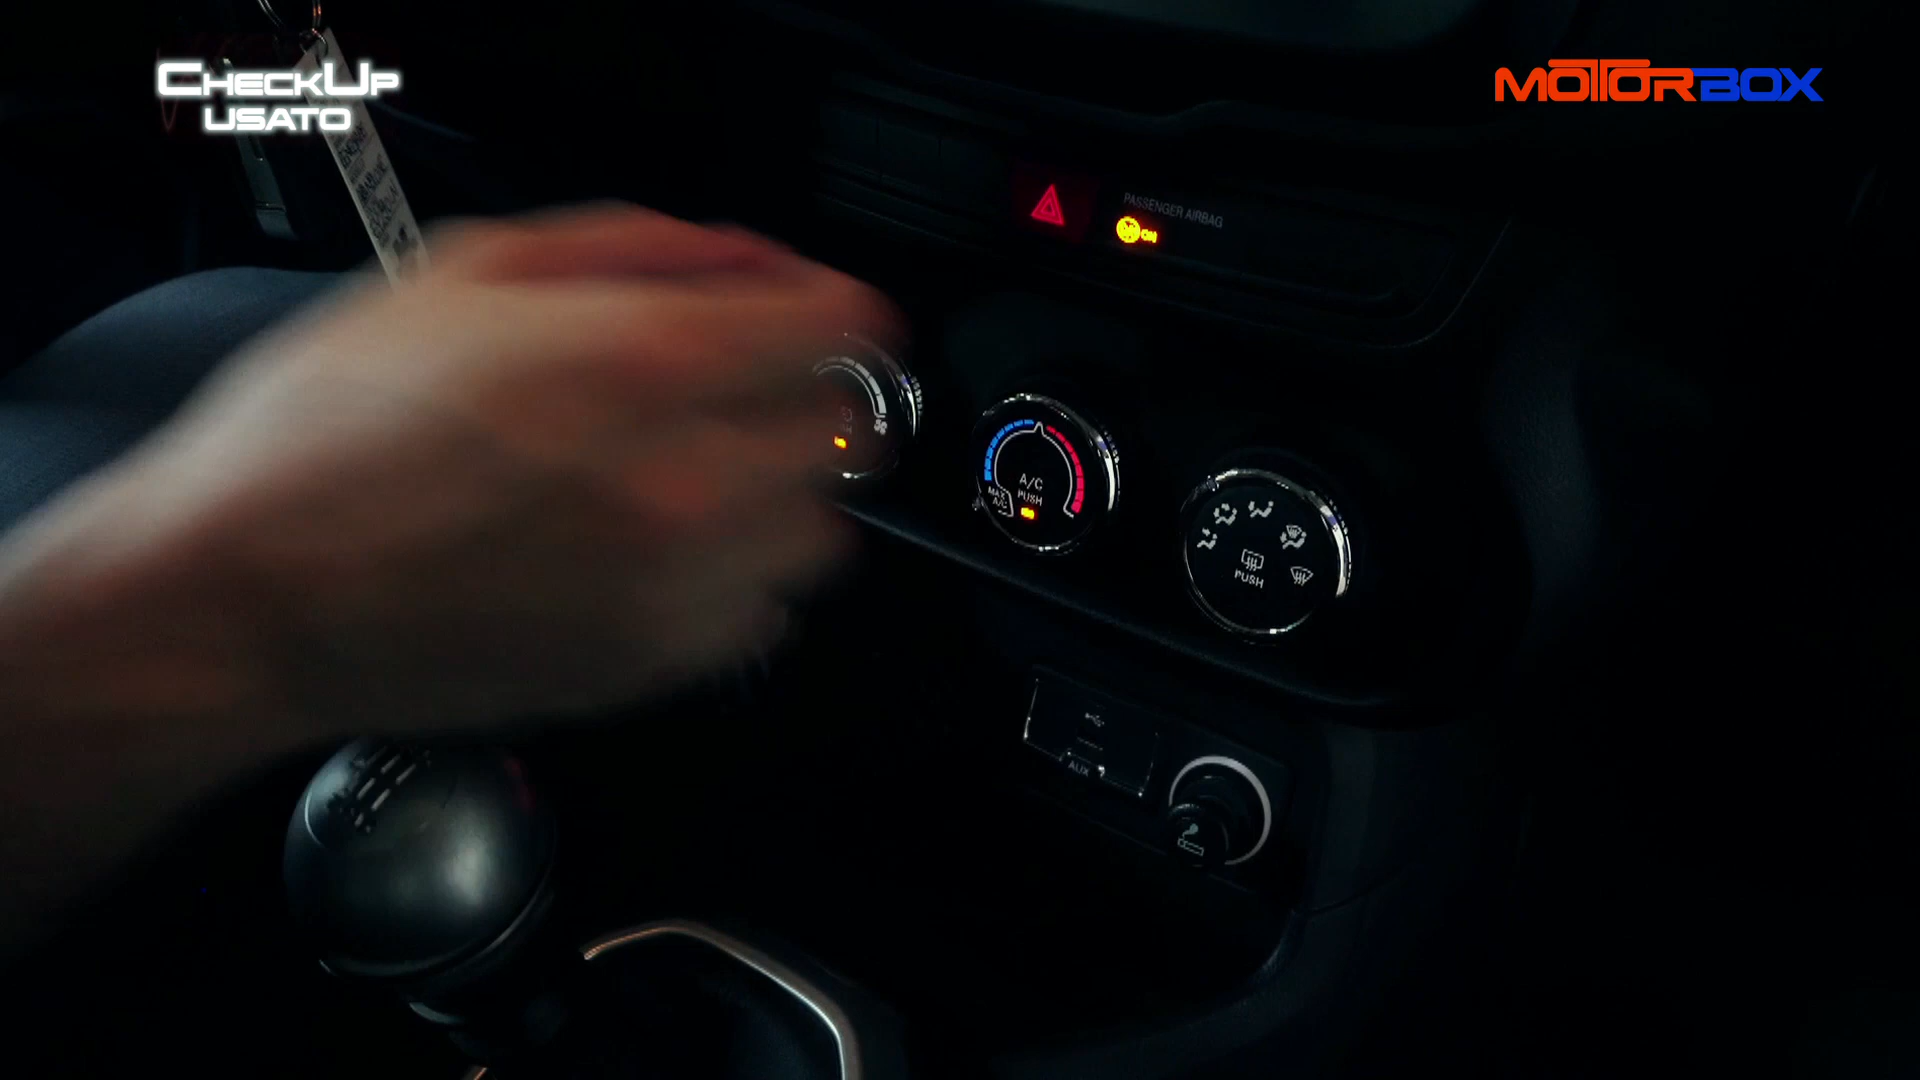 CHECKUP
USATO
MOTORBOX
PASSENGER AIRBAG
ON
A/C
PUSH
MAX
A/C
PUSH
AUX